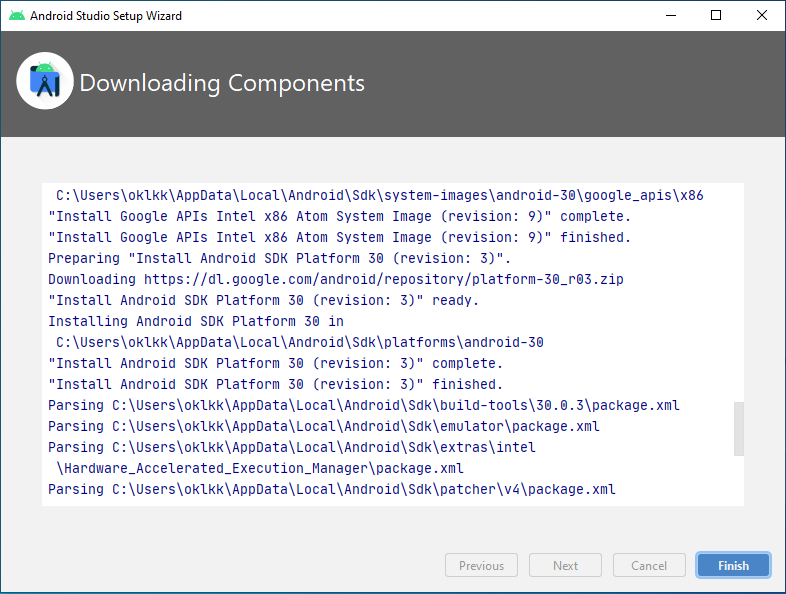 Android Studio Setup Wizard
Downloading Components
C:\Users\oklkk\AppData\Local\Android\Sdk\system-images\android-30\google_apis\x86
"Install Google APIs Intel x86 Atom System Image (revision: 9)" complete.
"Install Google APIs Intel x86 Atom System Image (revision: 9)" finished.
Preparing "Install Android SDK Platform 30 (revision: 3)".
Downloading https://dl.google.com/android/repository/platform-30_r03.zip
"Install Android SDK Platform 30 (revision: 3)" ready.
Installing Android SDK Platform 30 in
C:\Users\oklkk\AppData\Local\Android\Sdk\platforms\android-30
"Install Android SDK Platform 30 (revision: 3)" complete.
"Install Android SDK Platform 30 (revision: 3)" finished.
Parsing C:\Users\oklkk\AppData\Local\Android\Sdk\build-tools\30.0.3\package.xml
Parsing C:\Users\oklkk\AppData\Local\Android\Sdk\emulator\package.xml
Parsing C:\Users\oklkk\AppData\Local\Android\Sdk\extras\intel
\Hardware_Accelerated_Execution_Manager\package.xml
Parsing C:\Users\oklkk\AppData\Local\Android\Sdk\patcher\v4\package.xml
Previous Next Cancel Finish